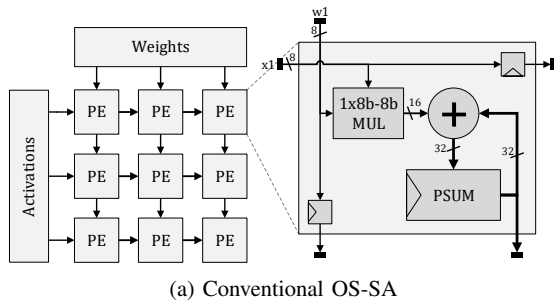 Weights
Activations
PE PE PE
PE PE PE
PE PE PE
w1
8
x1
8
1x8b-8b
MUL
16
+
32
32
PSUM
(a) Conventional OS-SA